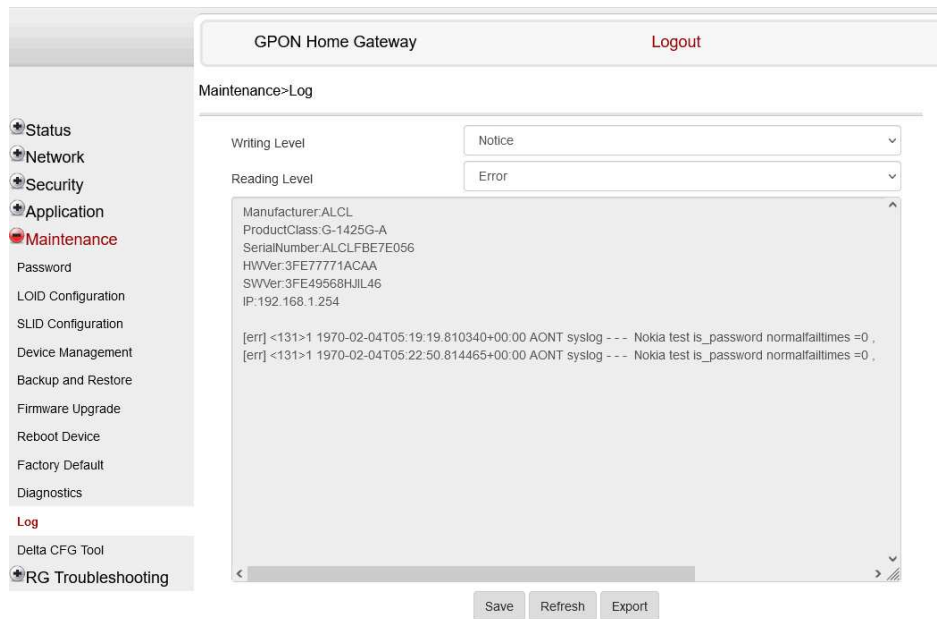 GPON Home Gateway
Logout
Maintenance>Log
Status
Network
Security
Application
Maintenance
Password
LOID Configuration
SLID Configuration
Device Management
Backup and Restore
Firmware Upgrade
Reboot Device
Factory Default
Diagnostics
Log
Delta CFG Tool
RG Troubleshooting
Writing Level
Notice
Reading Level
Error
Manufacturer:ALCL
ProductClass:G-1425G-A
SerialNumber:ALCLFBE7E056
HWVer:3FE77771ACAA
SWVer:3FE49568HJIL46
IP:192.168.1.254
[err] <131>1 1970-02-04T05:19:19.810340+00:00 AONT syslog - - - Nokia test is_password normalfailtimes =0 ,
[err] <131>1 1970-02-04T05:22:50.814465+00:00 AONT syslog - - - Nokia test is_password normalfailtimes =0 ,
Save
Refresh
Export